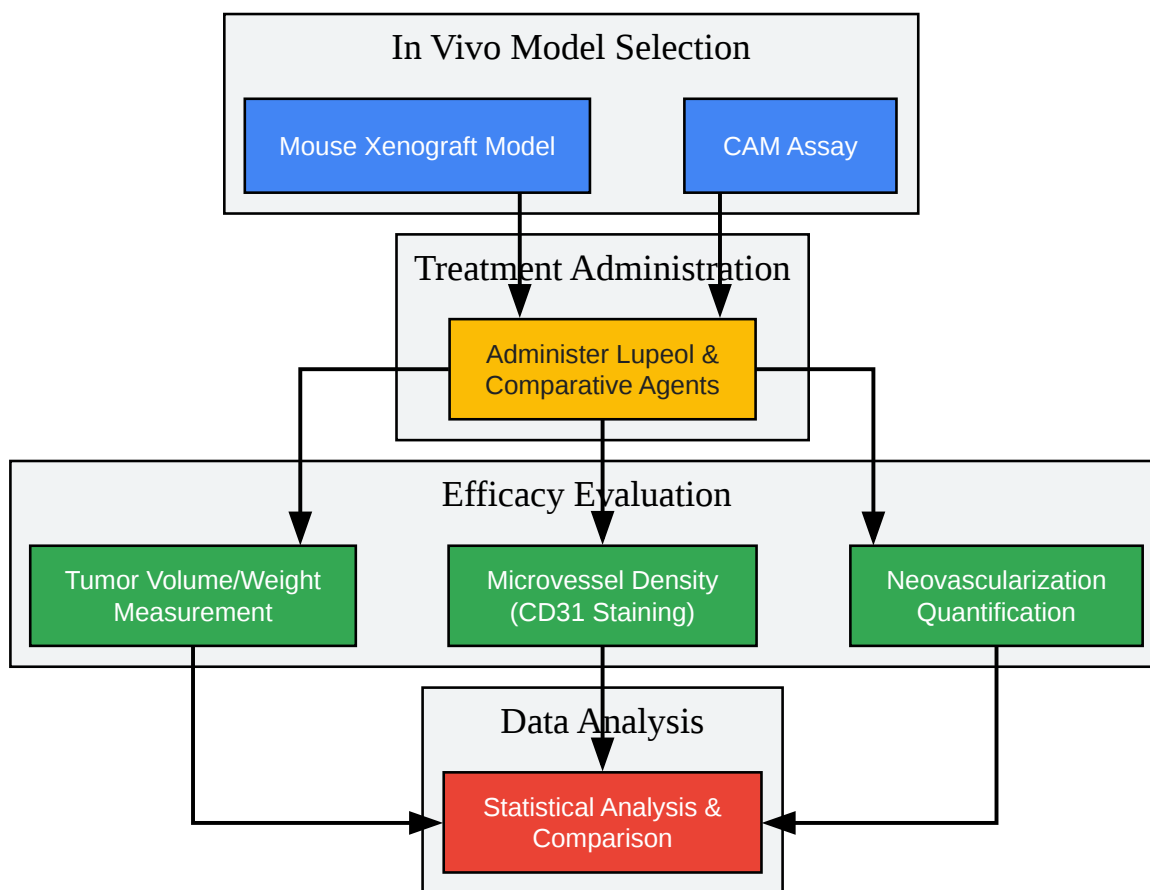 In Vivo Model Selection
Mouse Xenograft Model
CAM Assay
Treatment Administration
Administer Lupeol &
Comparative Agents
Efficacy Evaluation
Tumor Volume/Weight
Measurement
Microvessel Density
(CD31 Staining)
Neovascularization
Quantification
Data Analysis
Statistical Analysis &
Comparison